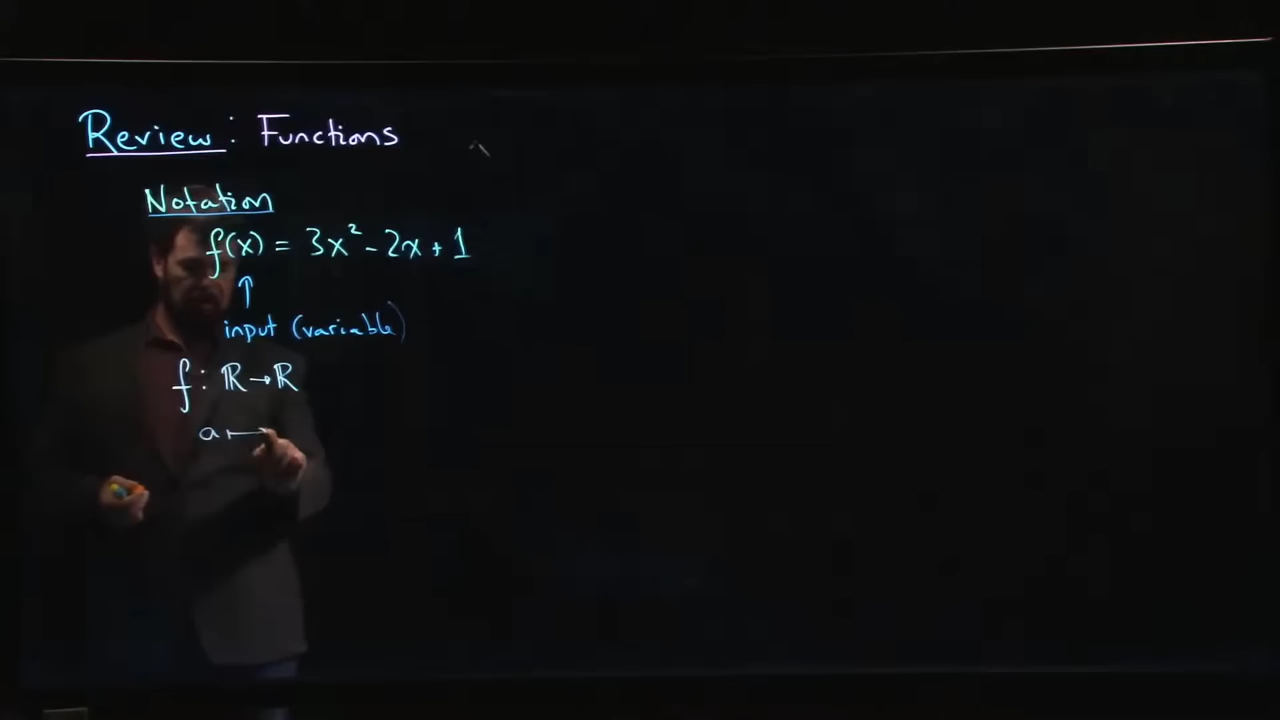 Review: Functions
Notation
f(x) = 3x² - 2x + 1
↑
input (variable)
f: ℝ→ℝ
a ↦